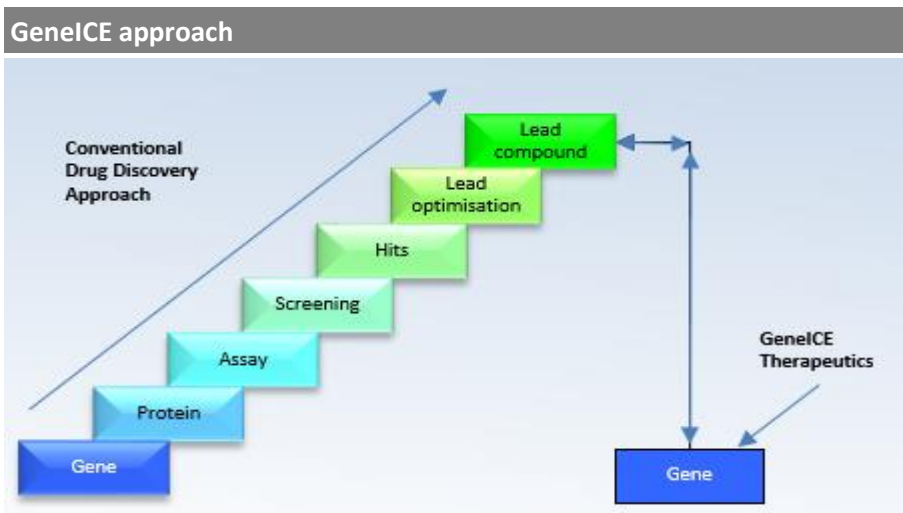 GeneICE approach
Conventional
Drug Discovery
Approach
Lead
compound
Lead
optimisation
Hits
Screening
Assay
Protein
Gene
GeneICE
Therapeutics
Gene